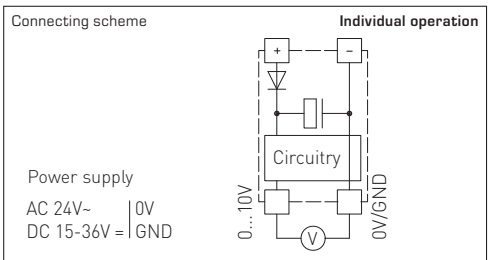 Connecting scheme
Individual operation
+ −
Circuitry
Power supply
AC 24V~ 0V
DC 15-36V = GND
0...10V
0V/GND
V